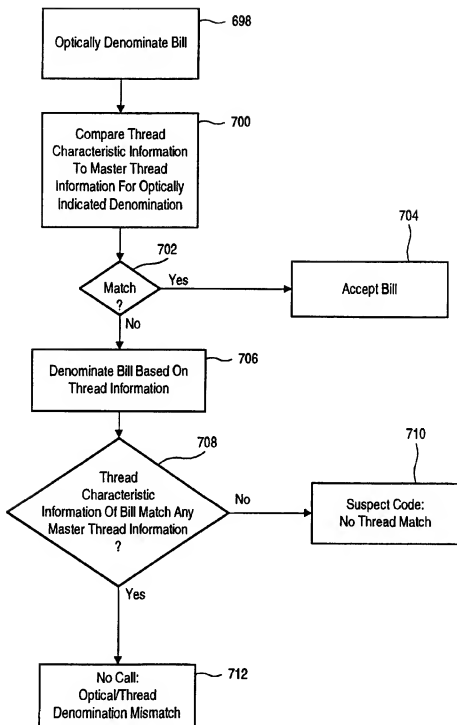 Optically Denominate Bill
698
Compare Thread
Characteristic Information
To Master Thread
Information For Optically
Indicated Denomination
700
702
Match
?
Yes
No
704
Accept Bill
Denominate Bill Based On
Thread Information
706
708
Thread
Characteristic
Information Of Bill Match Any
Master Thread Information
?
No
Yes
710
Suspect Code:
No Thread Match
No Call:
Optical/Thread
Denomination Mismatch
712